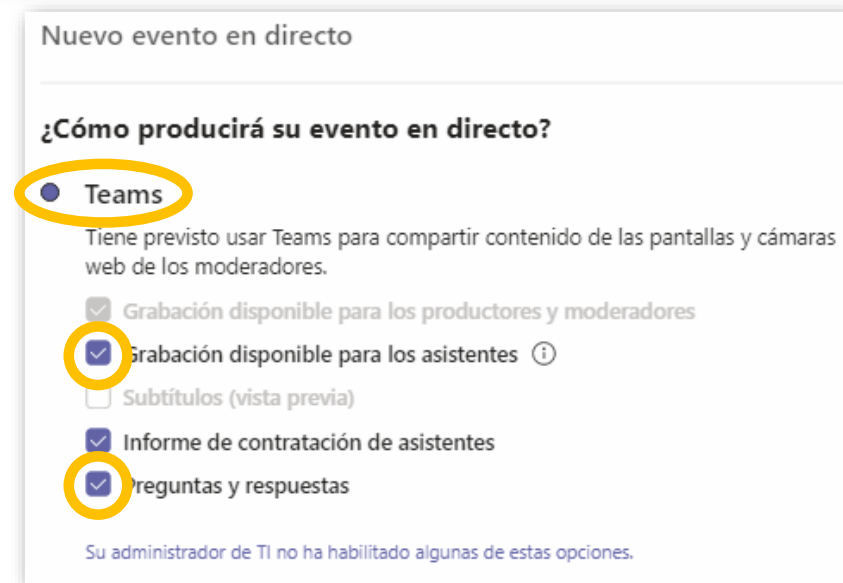 Nuevo evento en directo
¿Cómo producirá su evento en directo?
Teams
Tiene previsto usar Teams para compartir contenido de las pantallas y cámaras
web de los moderadores.
Grabación disponible para los productores y moderadores
Grabación disponible para los asistentes
Subtítulos (vista previa)
Informe de contratación de asistentes
Preguntas y respuestas
Su administrador de TI no ha habilitado algunas de estas opciones.